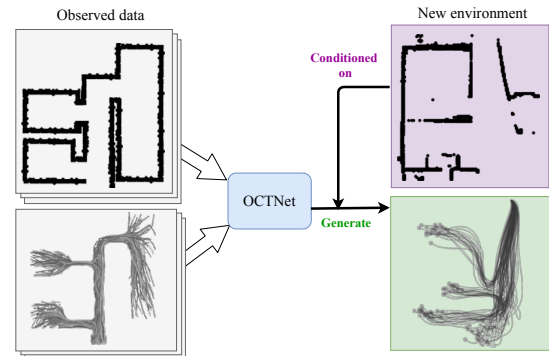 Observed data
New environment
Conditioned
on
OCTNet
Generate